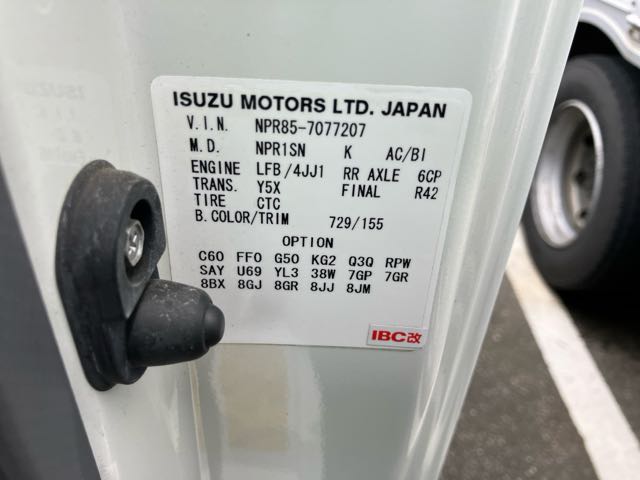 ISUZU MOTORS LTD. JAPAN
V.I.N. NPR85-7077207
M.D. NPR1SN K AC/BI
ENGINE LFB/4JJ1 RR AXLE 6CP
TRANS. Y5X FINAL R42
TIRE CTC
B.COLOR/TRIM 729/155
OPTION
C60 FF0 G50 KG2 Q3Q RPW
SAY U69 YL3 38W 7GP 7GR
8BX 8GJ 8GR 8JJ 8JM
IBC改